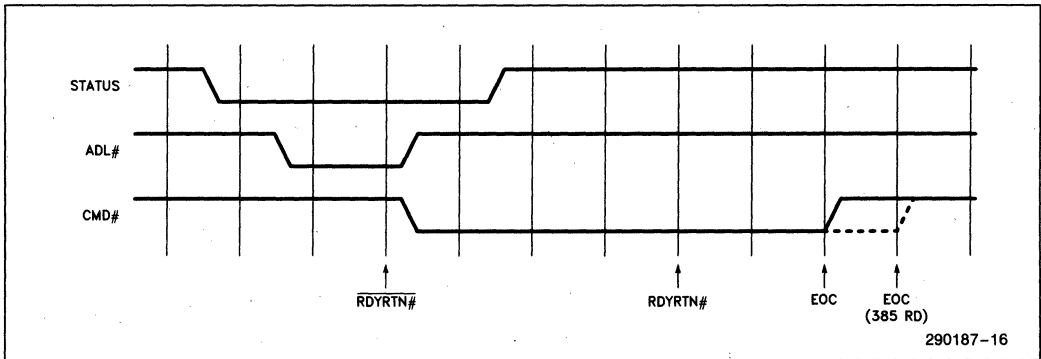 STATUS
ADL#
CMD#
RDYRTN#
RDYRTN#
EOC
EOC
(385 RD)
290187-16